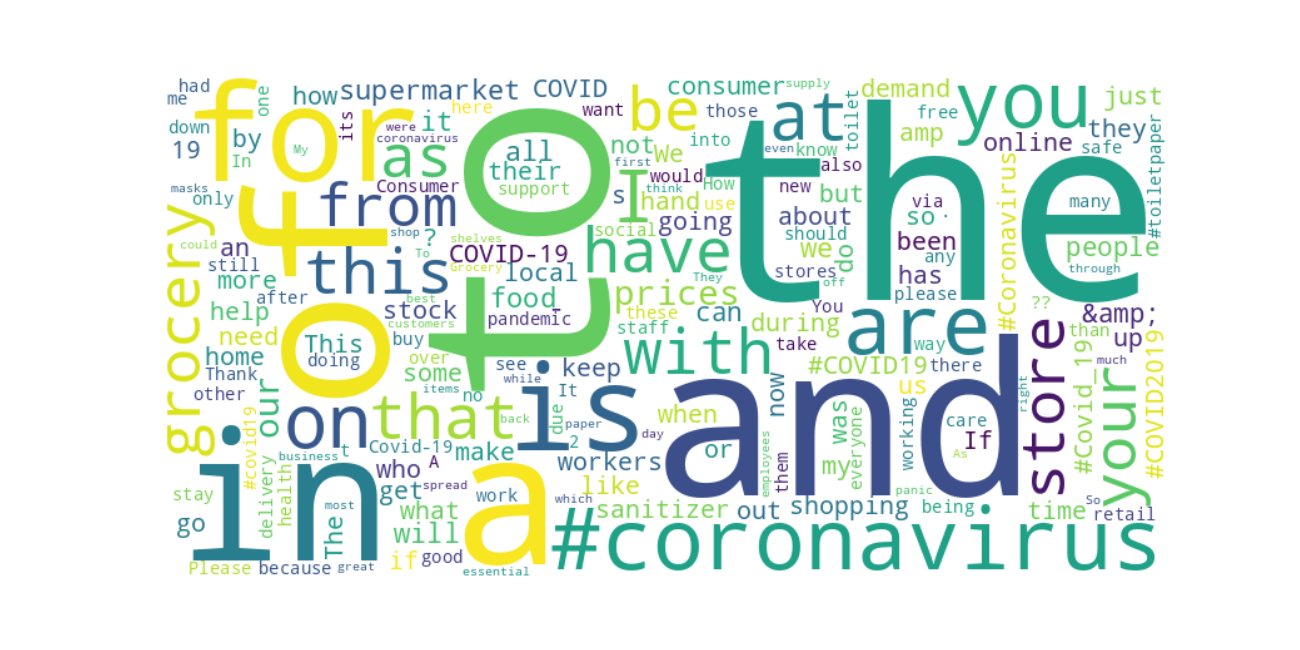 had
me
for
one
how
supermarket
COVID
here
want
be
those
consumer
supply
demand
you
just
down
19
by
In
My
its
were
it
coronavirus
as
to
all
their
support
not
We
into
first
would
at
even
know
toilet
also
amp
free
online
they
safe
#toiletpaper
masks
only
from
Consumer
s
I
think
hand
How
use
the
new
but
via
so
many
could
an
still
of
this
shop
?
COVID-19
shelves
To
Grocery
have
social
going
about
should
we
do
been
any
has
#Coronavirus
people
through
grocery
more
after
help
need
stock
best
customers
local
food
pandemic
prices
They
these
staff
can
stores
off
You
please
during
take
are
way
??
&amp;
than
up
home
Thank
other
This
doing
buy
over
some
items
no
see
while
keep
It
with
#COVID19
there
us
now
right
store
#Covid_19
much
your
#COVID2019
our
on
that
back
is
due
paper
2
day
when
or
and
was
everyone
my
working
care
If
As
#covid19
business
t
Covid-19
make
who
A
spread
workers
like
employees
them
panic
in
stay
go
delivery
health
most
The
get
what
will
work
a
which
sanitizer
out
shopping
being
time
So
retail
Please
because
great
if
good
essential
#coronavirus